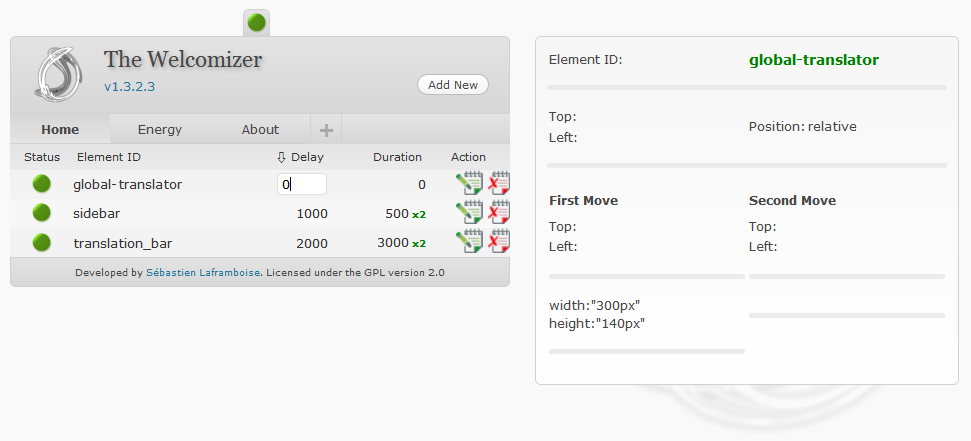 The Welcomizer
v1.3.2.3
Add New
Home Energy About +
Status Element ID ⇩ Delay Duration Action
global-translator 0 0
sidebar 1000 500 x2
translation_bar 2000 3000 x2
Developed by Sébastien Laframboise. Licensed under the GPL version 2.0
Element ID: global-translator
Top:
Left:
Position: relative
First Move Second Move
Top: Top:
Left: Left:
width:"300px"
height:"140px"